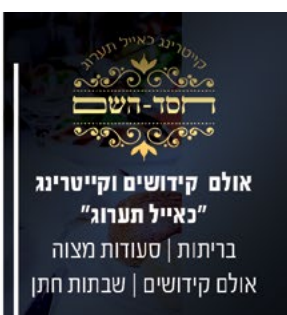 קייטרינג כאייל תערוג
חסד-השם
אולם קידושים וקייטרינג
"כאייל תערוג"
בריתות | סעודות מצוה
אולם קידושים | שבתות חתן